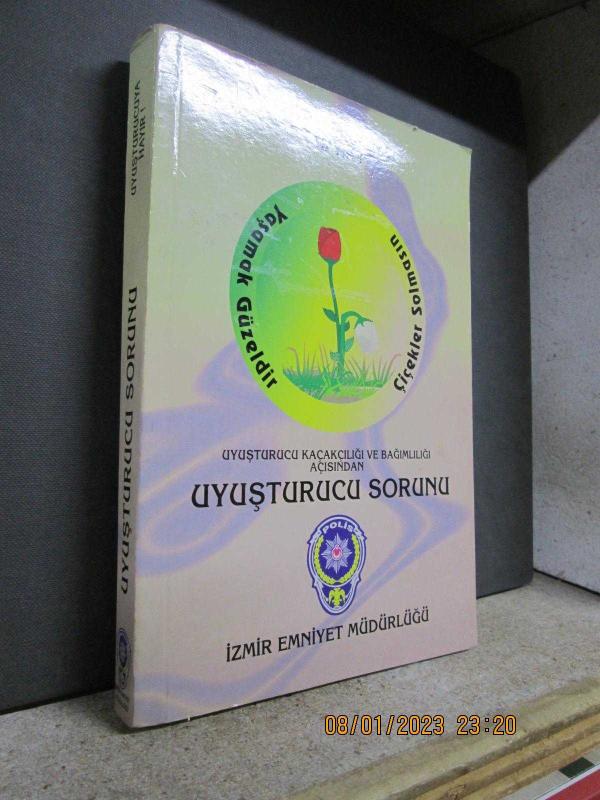 UYUŞTURUCUYA
HAYIR !
UYUŞTURUCU SORUNU
Yaşamak Güzeldir
Çiçekler Solmasın
UYUŞTURUCU KAÇAKÇILIĞI VE BAĞIMLILIĞI
AÇISINDAN
UYUŞTURUCU SORUNU
POLİS
İZMİR EMNİYET MÜDÜRLÜĞÜ
08/01/2023 23:20